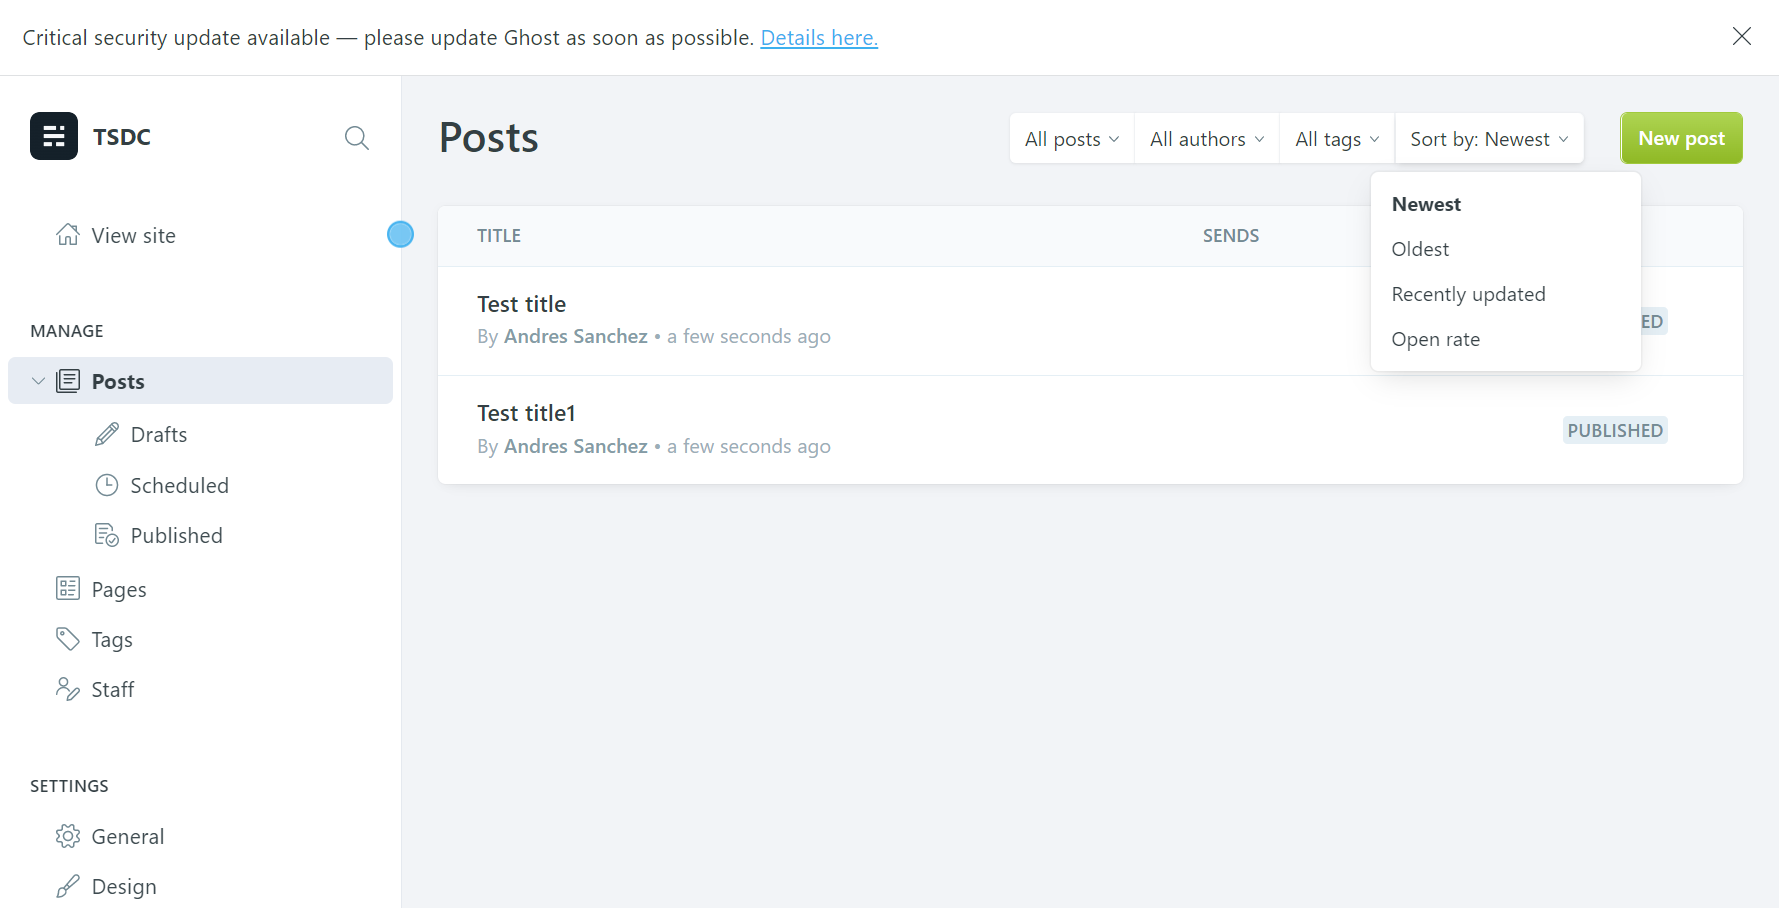 Critical security update available — please update Ghost as soon as possible. Details here.
TSDC
View site
MANAGE
Posts
Drafts
Scheduled
Published
Pages
Tags
Staff
SETTINGS
General
Design
Posts
All posts
All authors
All tags
Sort by: Newest
New post
Newest
Oldest
Recently updated
Open rate
TITLE
SENDS
Test title
By Andres Sanchez • a few seconds ago
ED
Test title1
By Andres Sanchez • a few seconds ago
PUBLISHED